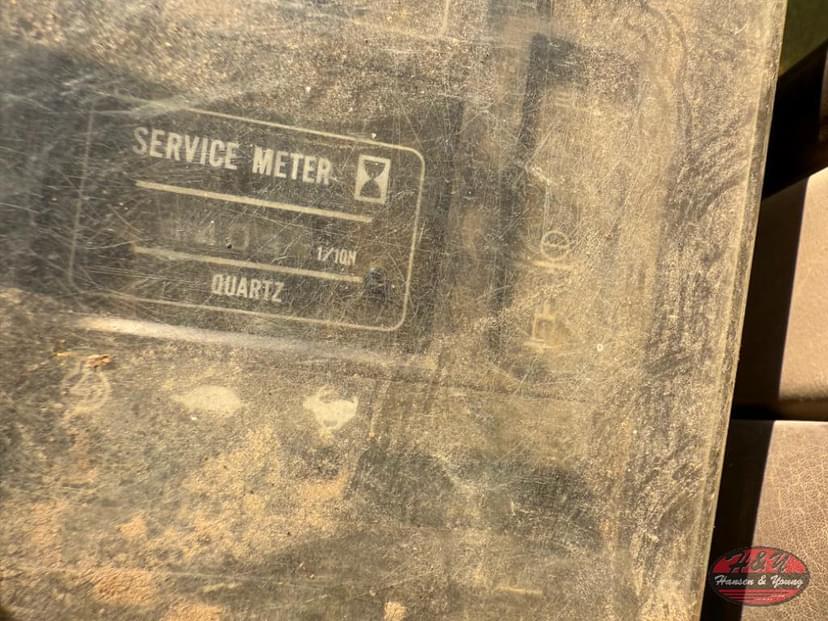 SERVICE METER
1/10H
QUARTZ
H&Y
Hansen & Young